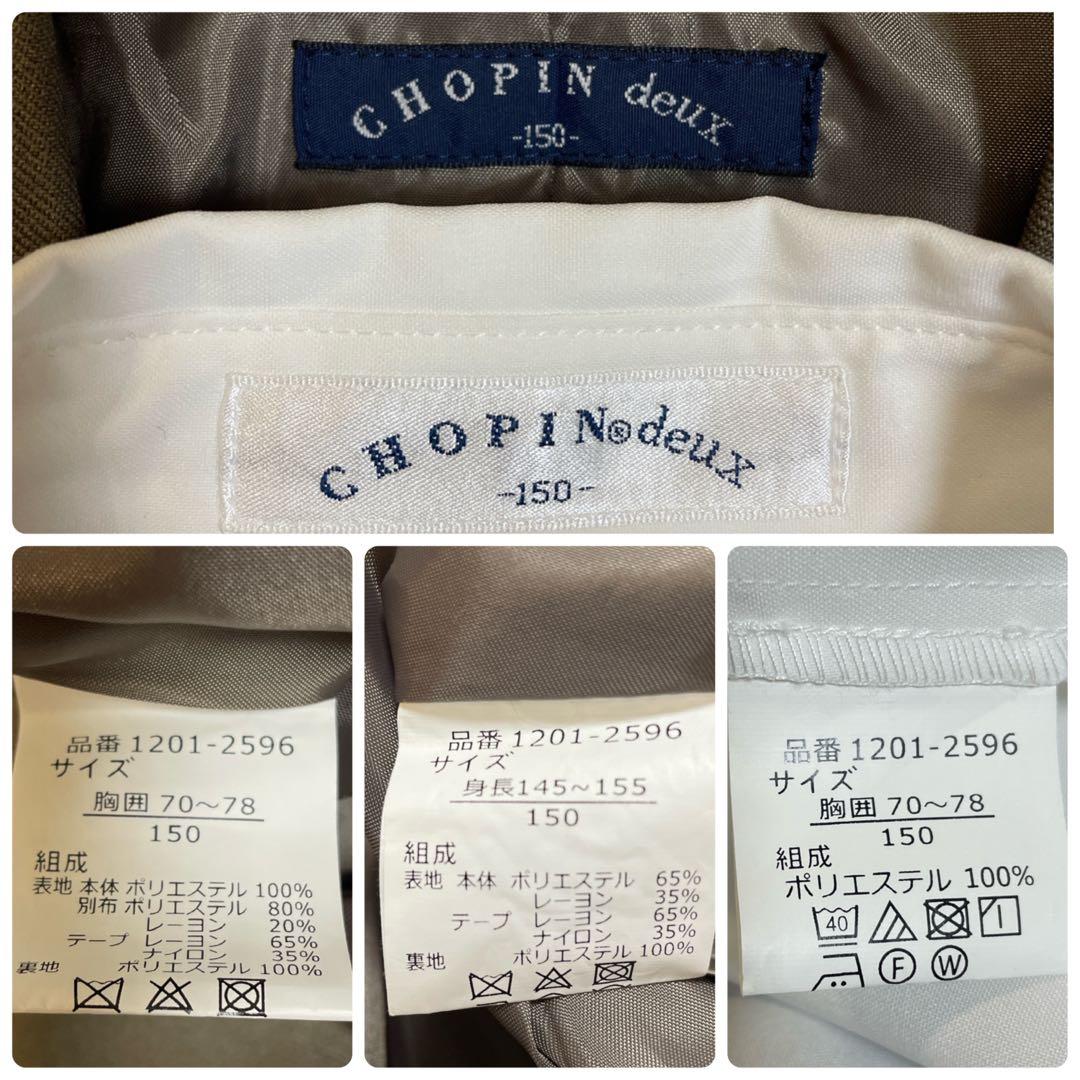 CHOPIN deux
-150-
CHOPIN® deux
-150-
品番 1201-2596
サイズ
胸囲 70～78
150
組成
表地 本体 ポリエステル 100%
別布 ポリエステル 80%
レーヨン 20%
テープ レーヨン 65%
ナイロン 35%
裏地 ポリエステル 100%
品番 1201-2596
サイズ
身長145～155
150
組成
表地 本体 ポリエステル 65%
レーヨン 35%
テープ レーヨン 65%
ナイロン 35%
裏地 ポリエステル 100%
品番 1201-2596
サイズ
胸囲 70～78
150
組成
ポリエステル 100%
40
F W